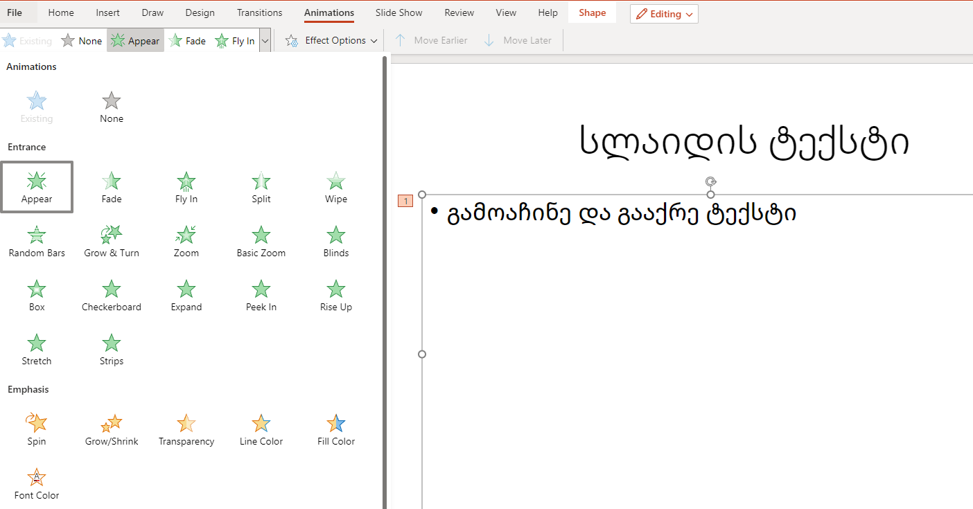 File Home Insert Draw Design Transitions Animations Slide Show Review View Help Shape Editing
Existing None Appear Fade Fly In Effect Options Move Earlier Move Later
Animations
Existing None
Entrance
Appear Fade Fly In Split Wipe
Random Bars Grow & Turn Zoom Basic Zoom Blinds
Box Checkerboard Expand Peek In Rise Up
Stretch Strips
Emphasis
Spin Grow/Shrink Transparency Line Color Fill Color
Font Color
სლაიდის ტექსტი
1
• გამოაჩინე და გააქრე ტექსტი